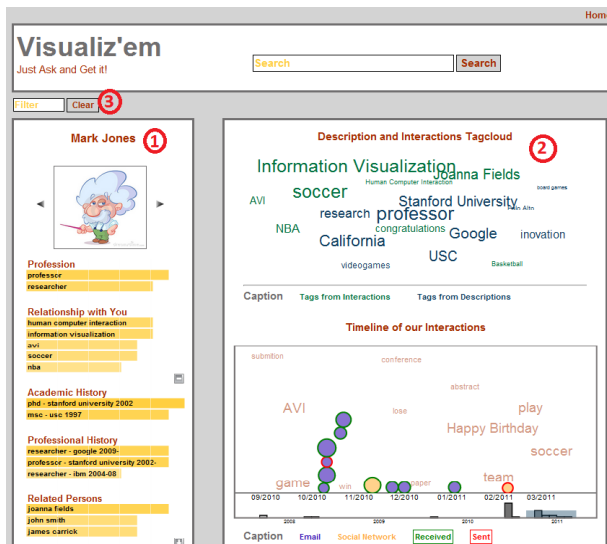 Home
Visualiz'em
Just Ask and Get it!
Search Search
Filter Clear 3
Mark Jones 1
Profession
professor
researcher
Relationship with You
human computer interaction
information visualization
avi
soccer
nba
Academic History
phd - stanford university 2002
msc - usc 1997
Professional History
researcher - google 2009-
professor - stanford university 2002-
researcher - ibm 2004-08
Related Persons
joanna fields
john smith
james carrick
Description and Interactions Tagcloud 2
Information Visualization
Joanna Fields
Human Computer Interaction
board games
soccer
AVI
Stanford University
Palo Alto
research professor
NBA
congratulations
California
Google
inovation
USC
videogames
Basketball
Caption Tags from Interactions Tags from Descriptions
Timeline of our Interactions
submition
conference
abstract
AVI
lose
play
Happy Birthday
soccer
game
win
paper
team
09/2010 10/2010 11/2010 12/2010 01/2011 02/2011 03/2011
2008 2009 2010 2011
Caption Email Social Network Received Sent